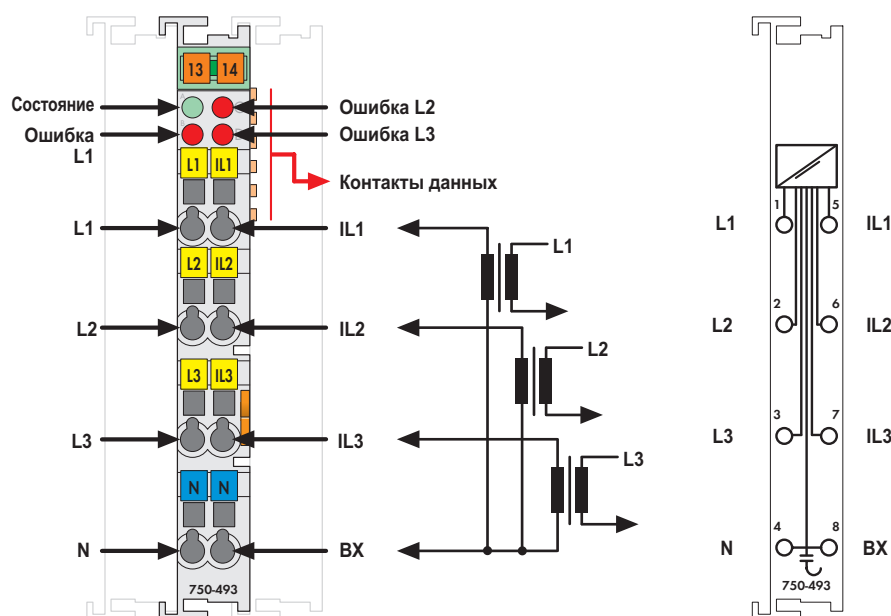 13 14
Состояние
Ошибка L2
Ошибка
L1
Ошибка L3
L1 IL1
Контакты данных
L1
IL1
L1
L2 IL2
L2
IL2
L2
L3 IL3
L3
IL3
L3
N N
N
BX
750-493
1 5
L1
IL1
2 6
L2
IL2
3 7
L3
IL3
4 8
N
BX
750-493